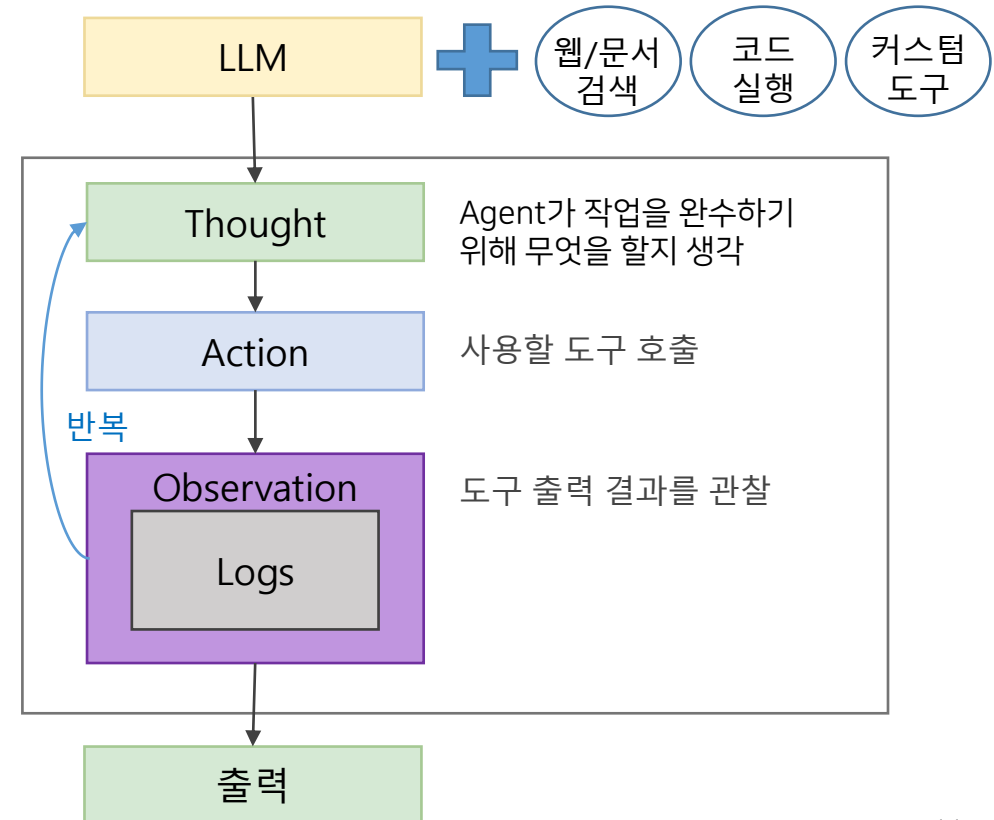 LLM
웹/문서
검색
코드
실행
커스텀
도구
Thought
Agent가 작업을 완수하기
위해 무엇을 할지 생각
Action
사용할 도구 호출
반복
Observation
도구 출력 결과를 관찰
Logs
출력